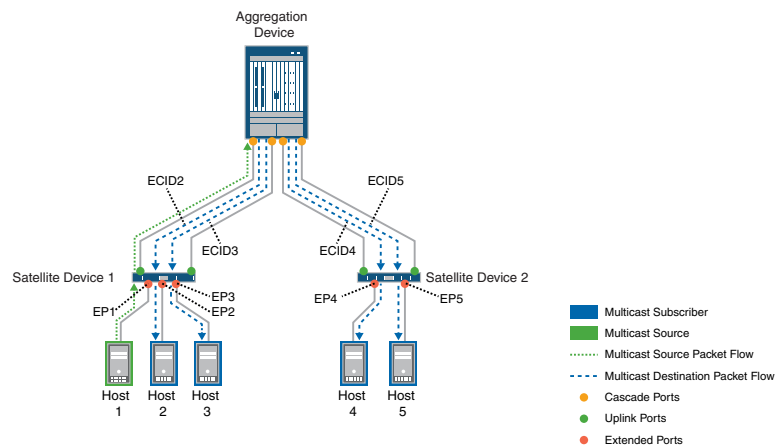 Aggregation
Device
ECID2
ECID5
ECID3
ECID4
Satellite Device 1
Satellite Device 2
EP1
EP3
EP2
EP4
EP5
Host
1
Host
2
Host
3
Host
4
Host
5
Multicast Subscriber
Multicast Source
Multicast Source Packet Flow
Multicast Destination Packet Flow
Cascade Ports
Uplink Ports
Extended Ports